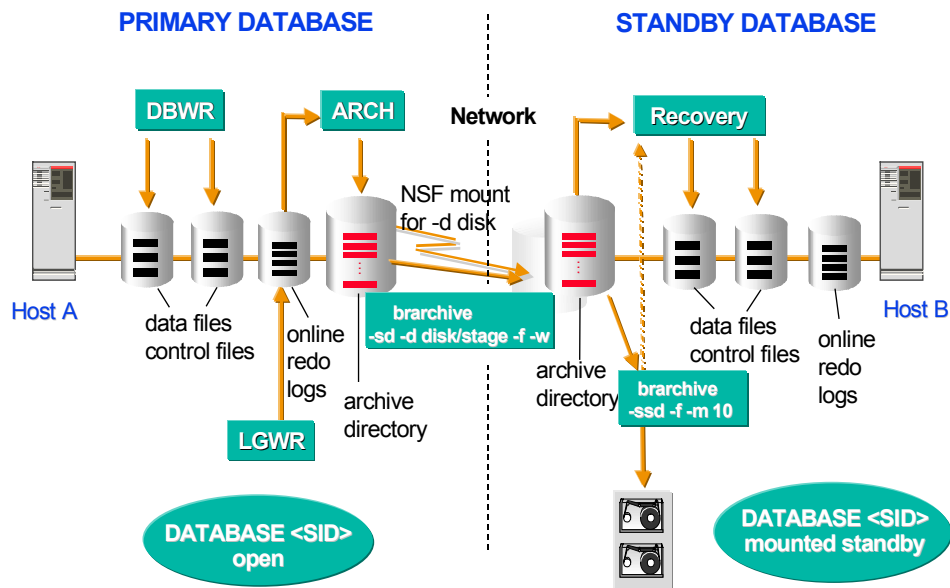 PRIMARY DATABASE
STANDBY DATABASE
DBWR
ARCH
Network
Recovery
NSF mount
for -d disk
Host A
Host B
data files
control files
online
redo
logs
brarchive
-sd -d disk/stage -f -w
archive
directory
LGWR
archive
directory
brarchive
-ssd -f -m 10
data files
control files
online
redo
logs
DATABASE <SID>
open
DATABASE <SID>
mounted standby